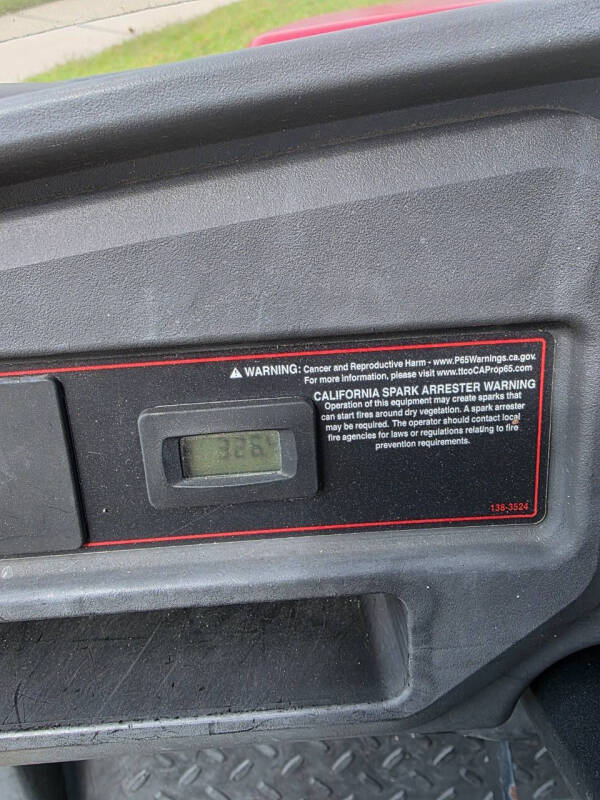 ⚠ WARNING: Cancer and Reproductive Harm - www.P65Warnings.ca.gov.
For more information, please visit www.ttcoCAProp65.com
CALIFORNIA SPARK ARRESTER WARNING
Operation of this equipment may create sparks that
can start fires around dry vegetation. A spark arrester
may be required. The operator should contact local
fire agencies for laws or regulations relating to fire
prevention requirements.
138-3524